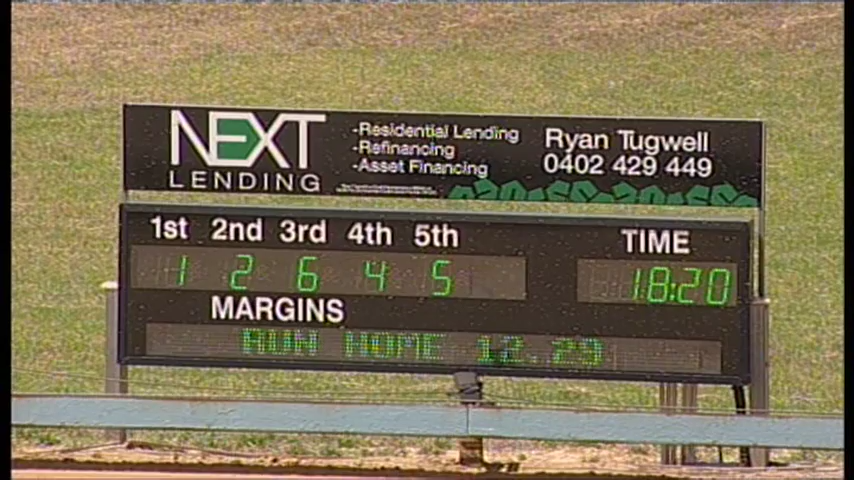 NEXT
LENDING
-Residential Lending
-Refinancing
-Asset Financing
Ryan Tugwell
0402 429 449
1st 2nd 3rd 4th 5th TIME
1 2 6 4 5 18:20
MARGINS
RUN HOME 12.29